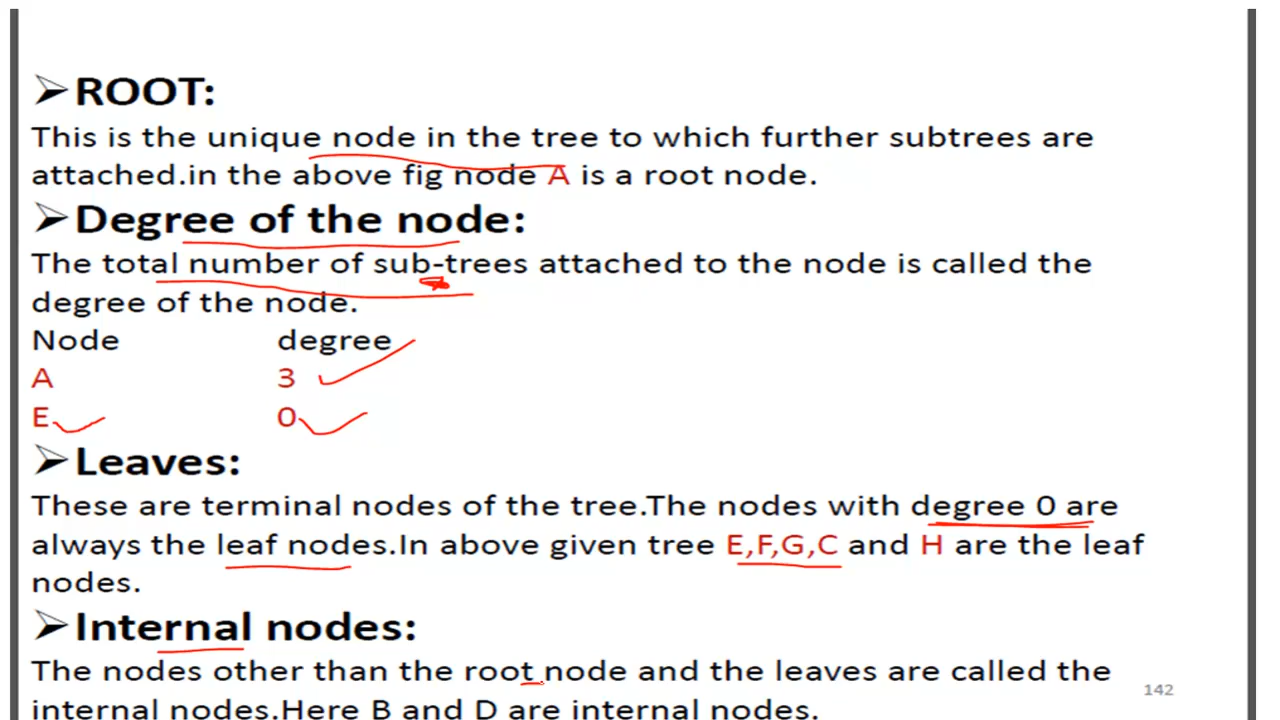 ➢ROOT:
This is the unique node in the tree to which further subtrees are
attached.in the above fig node A is a root node.
➢Degree of the node:
The total number of sub-trees attached to the node is called the
degree of the node.
Node degree
A 3
E 0
➢Leaves:
These are terminal nodes of the tree.The nodes with degree 0 are
always the leaf nodes.In above given tree E,F,G,C and H are the leaf
nodes.
➢Internal nodes:
The nodes other than the root node and the leaves are called the
142
internal nodes.Here B and D are internal nodes.